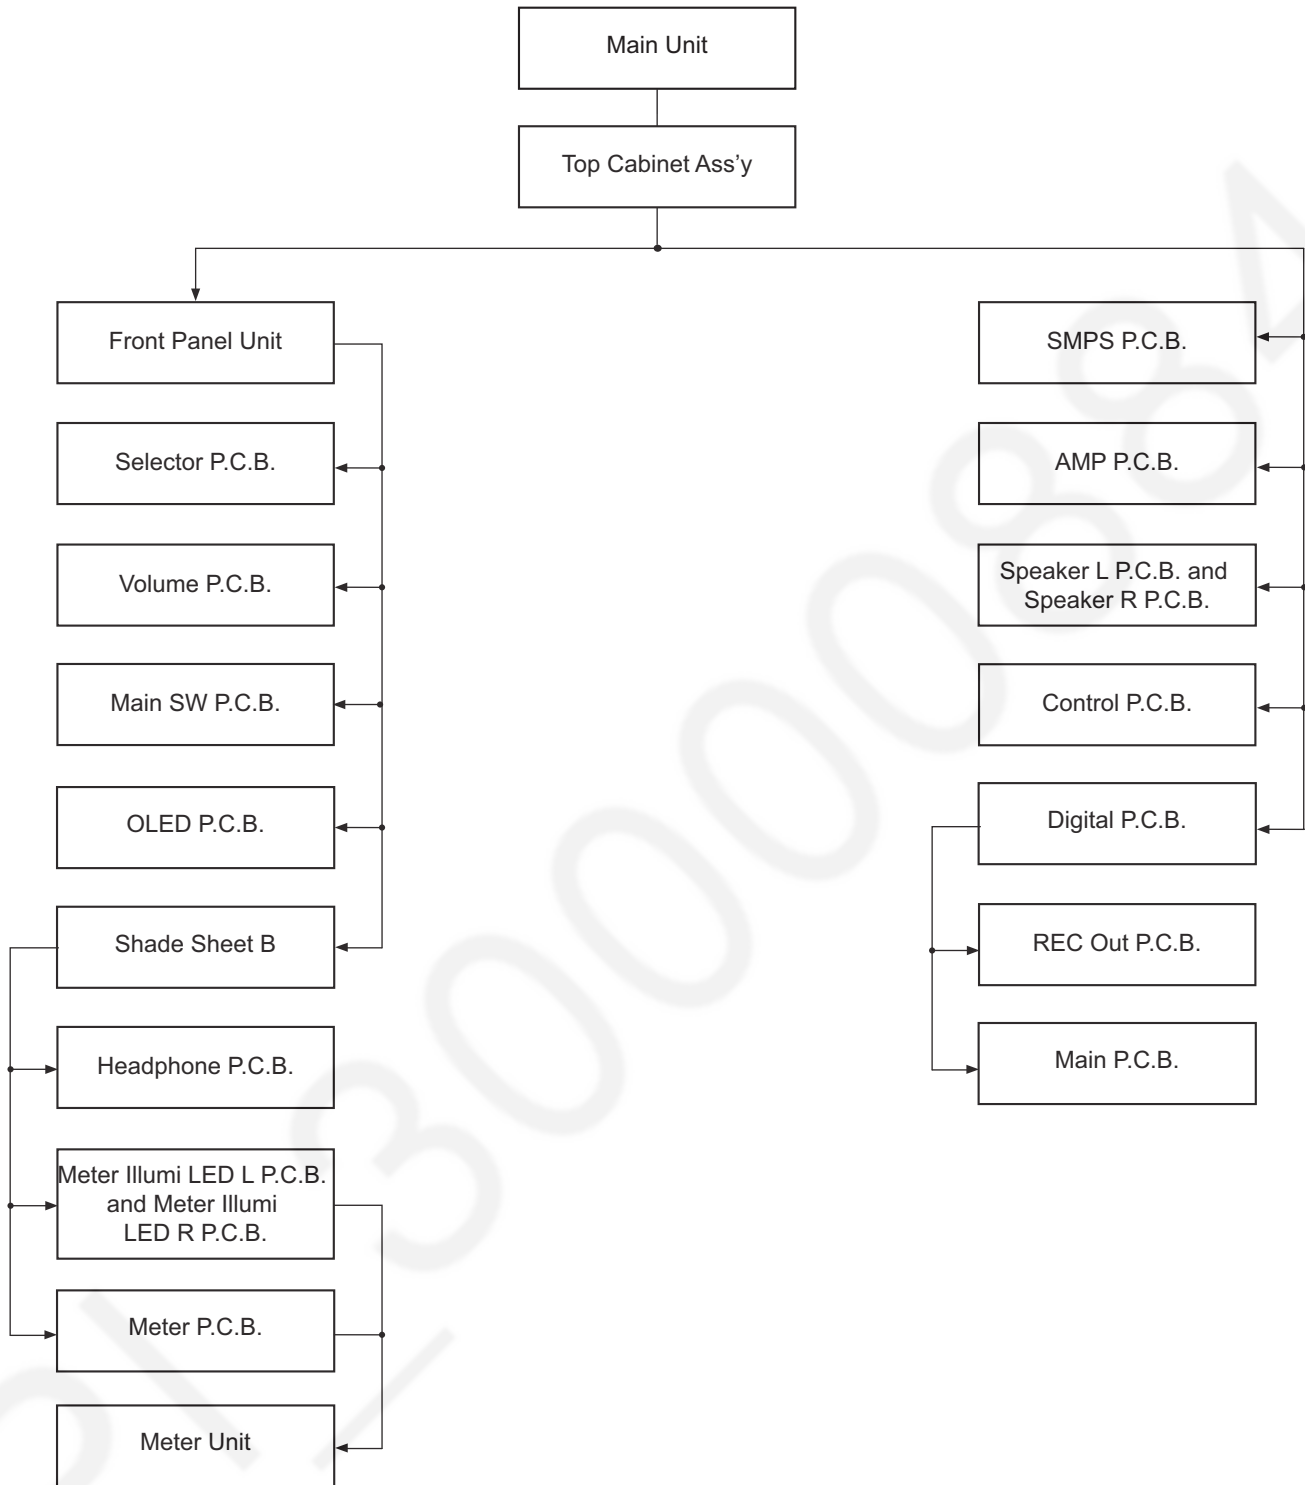 Main Unit
Top Cabinet Ass'y
Front Panel Unit
Selector P.C.B.
Volume P.C.B.
Main SW P.C.B.
OLED P.C.B.
Shade Sheet B
Headphone P.C.B.
Meter Illumi LED L P.C.B.
and Meter Illumi
LED R P.C.B.
Meter P.C.B.
Meter Unit
SMPS P.C.B.
AMP P.C.B.
Speaker L P.C.B. and
Speaker R P.C.B.
Control P.C.B.
Digital P.C.B.
REC Out P.C.B.
Main P.C.B.